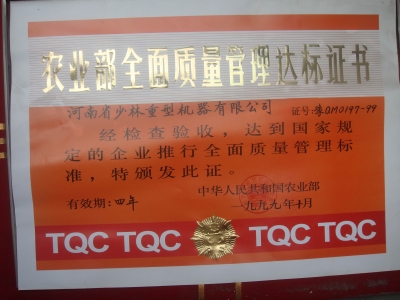 农业部全面质量管理达标证书
河南省少林重型机器有限公司 证号:豫QM0197-99
经检查验收，达到国家规
定的企业推行全面质量管理标
准，特颁发此证。
中华人民共和国农业部
有效期:四年 一九九九年十月
TQC TQC TQC TQC